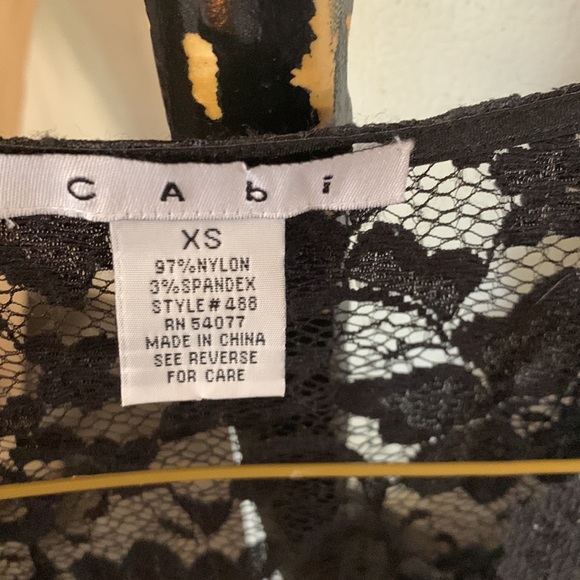 CAbi
XS
97%NYLON
3%SPANDEX
STYLE#488
RN 54077
MADE IN CHINA
SEE REVERSE
FOR CARE